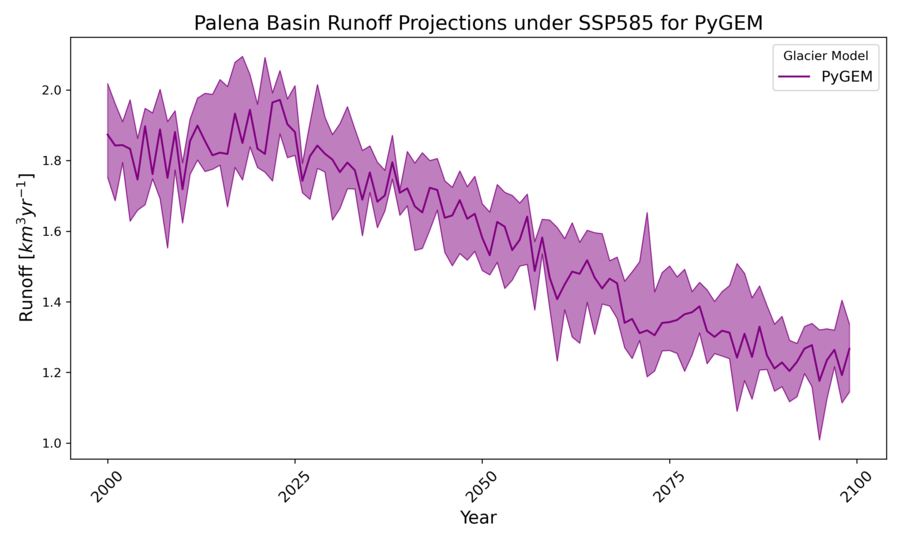 Palena Basin Runoff Projections under SSP585 for PyGEM
Glacier Model
PyGEM
Runoff [km³yr⁻¹]
2.0
1.8
1.6
1.4
1.2
1.0
2000
2025
2050
2075
2100
Year